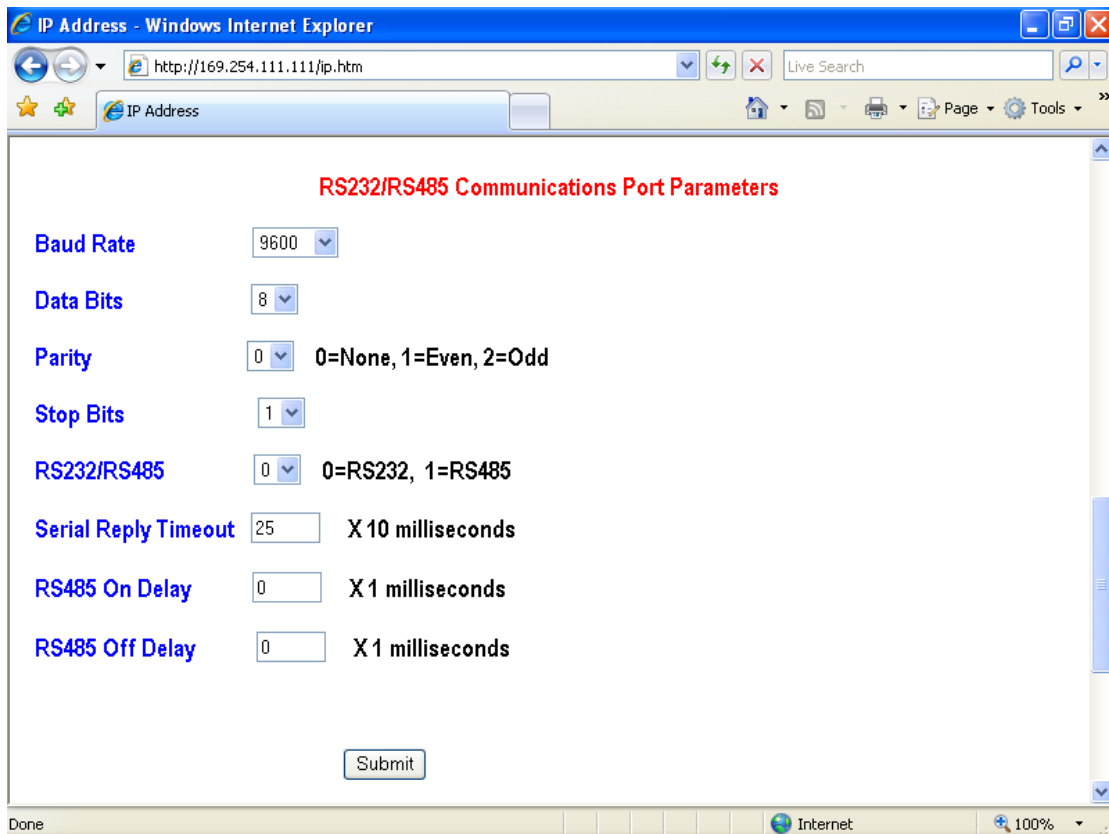 IP Address - Windows Internet Explorer
http://169.254.111.111/ip.htm
Live Search
IP Address
Page
Tools
»
RS232/RS485 Communications Port Parameters
Baud Rate 9600
Data Bits 8
Parity 0 0=None, 1=Even, 2=Odd
Stop Bits 1
RS232/RS485 0 0=RS232, 1=RS485
Serial Reply Timeout 25 X 10 milliseconds
RS485 On Delay 0 X 1 milliseconds
RS485 Off Delay 0 X 1 milliseconds
Submit
Done Internet 100%